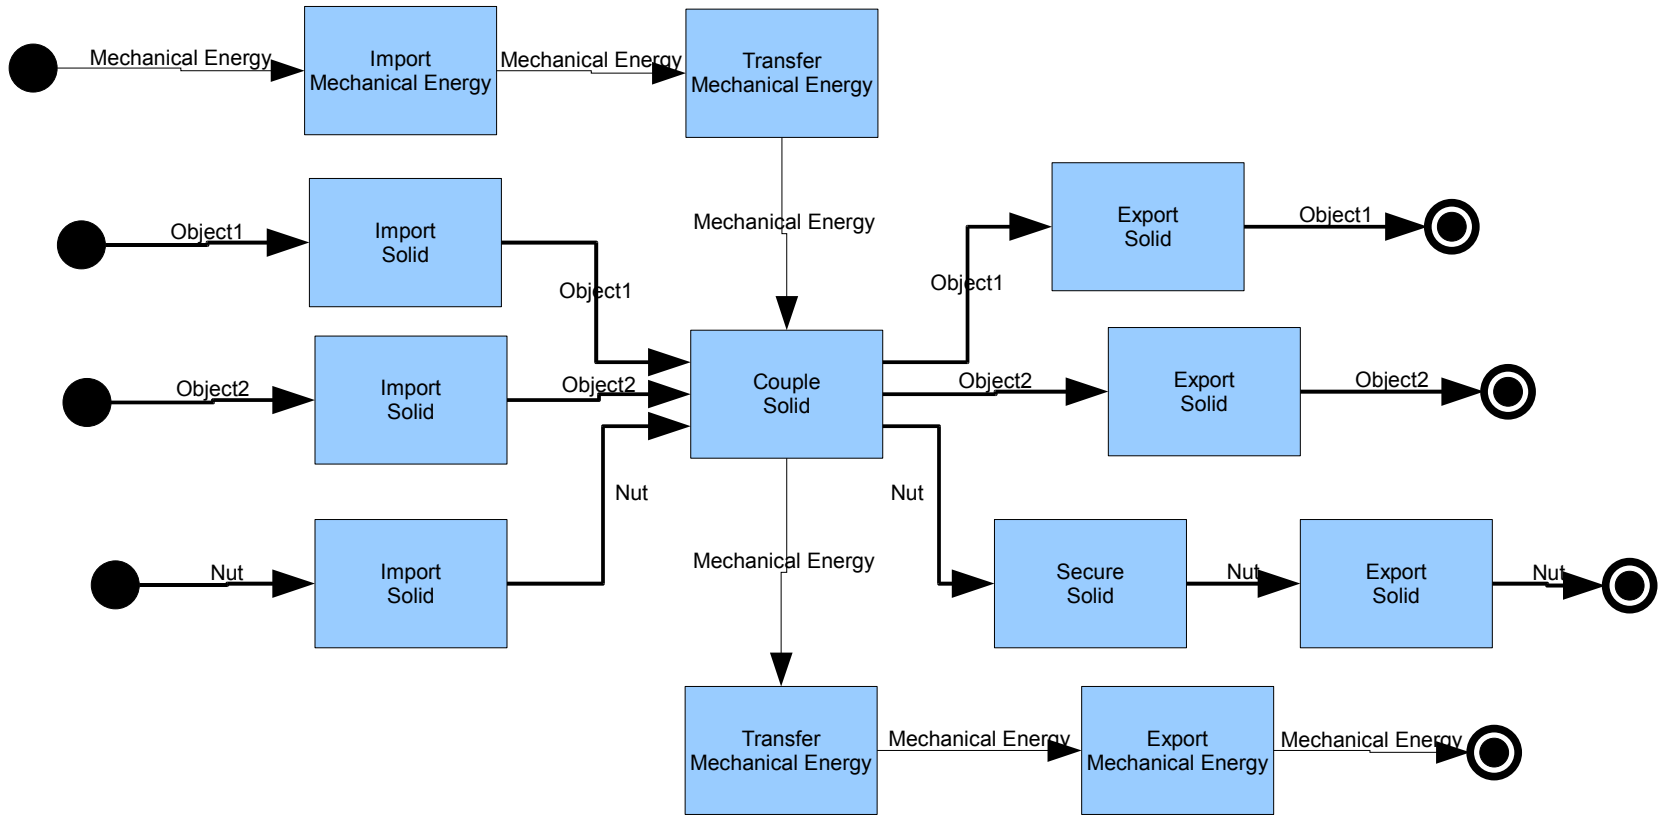 Mechanical Energy
Import
Mechanical Energy
Mechanical Energy
Transfer
Mechanical Energy
Mechanical Energy
Object1
Import
Solid
Object1
Object1
Export
Solid
Object1
Object2
Import
Solid
Object2
Couple
Solid
Object2
Export
Solid
Object2
Nut
Import
Solid
Nut
Nut
Secure
Solid
Nut
Export
Solid
Nut
Mechanical Energy
Transfer
Mechanical Energy
Mechanical Energy
Export
Mechanical Energy
Mechanical Energy